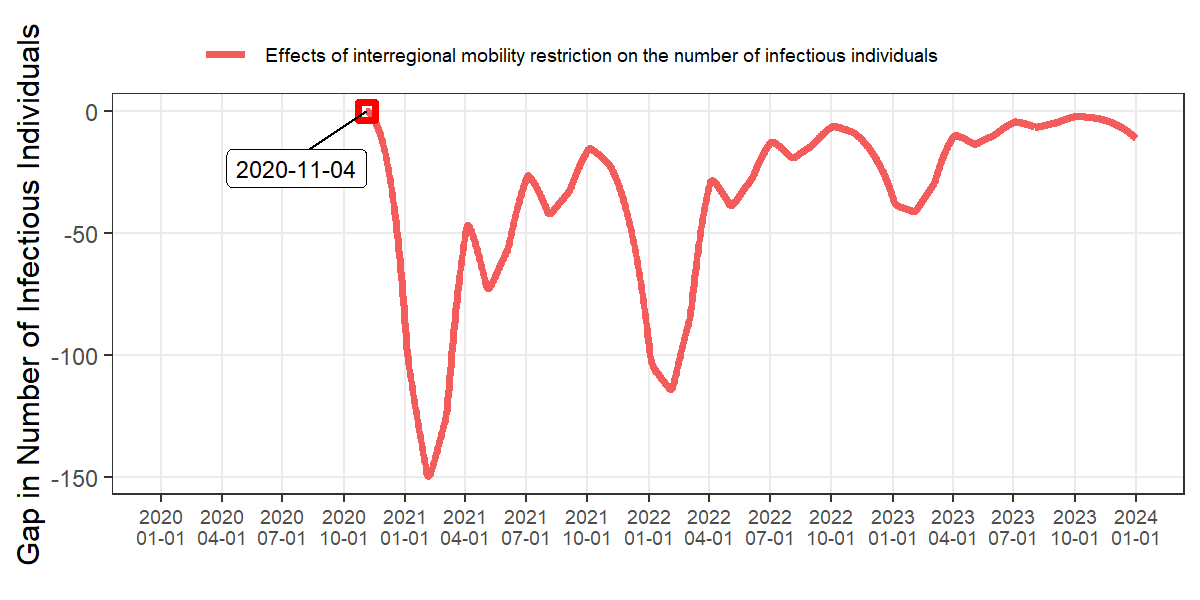 Effects of interregional mobility restriction on the number of infectious individuals
Gap in Number of Infectious Individuals
0
-50
-100
-150
2020-11-04
2020 2020 2020 2020 2021 2021 2021 2021 2022 2022 2022 2022 2023 2023 2023 2023 2024
01-01 04-01 07-01 10-01 01-01 04-01 07-01 10-01 01-01 04-01 07-01 10-01 01-01 04-01 07-01 10-01 01-01